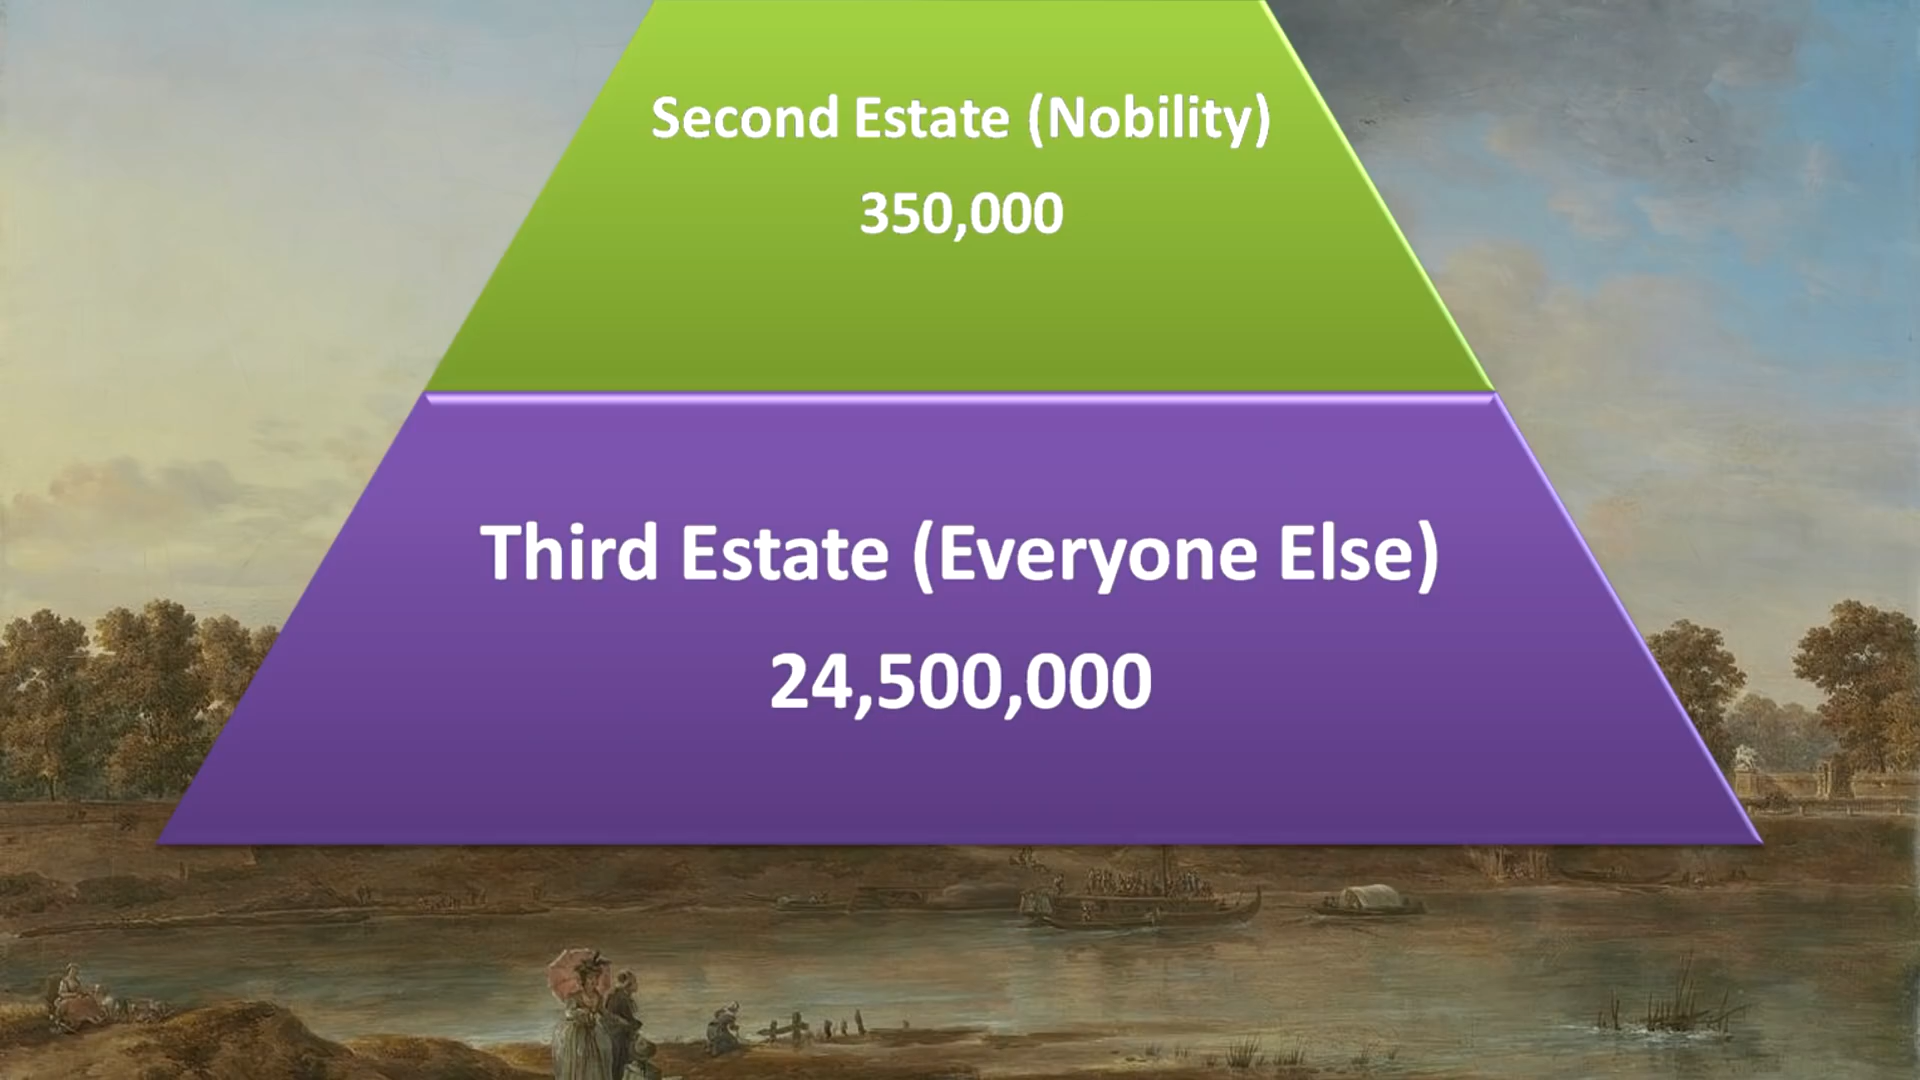 Second Estate (Nobility)
350,000
Third Estate (Everyone Else)
24,500,000